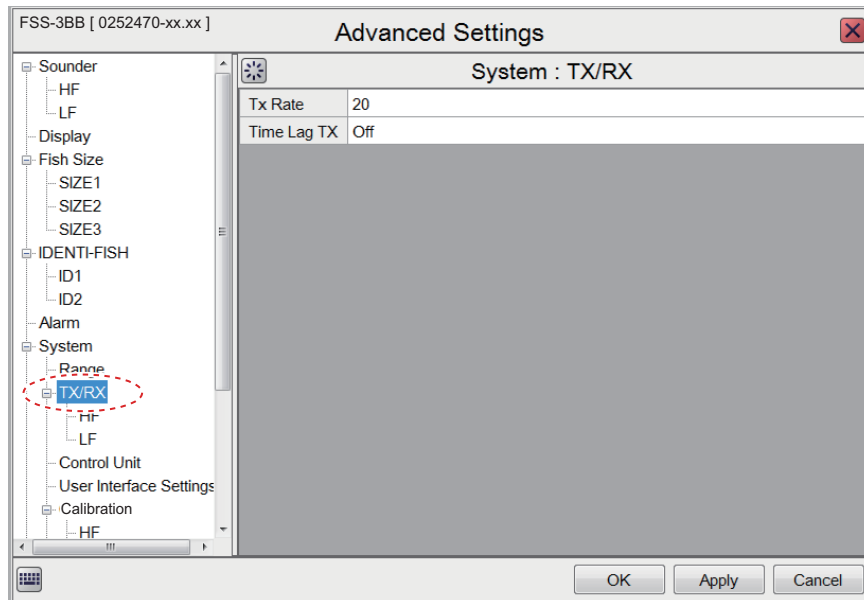 FSS-3BB [ 0252470-xx.xx ]
Advanced Settings
Sounder
HF
LF
Display
Fish Size
SIZE1
SIZE2
SIZE3
IDENTI-FISH
ID1
ID2
Alarm
System
Range
TX/RX
HF
LF
Control Unit
User Interface Settings
Calibration
HF
System : TX/RX
Tx Rate 20
Time Lag TX Off
OK Apply Cancel